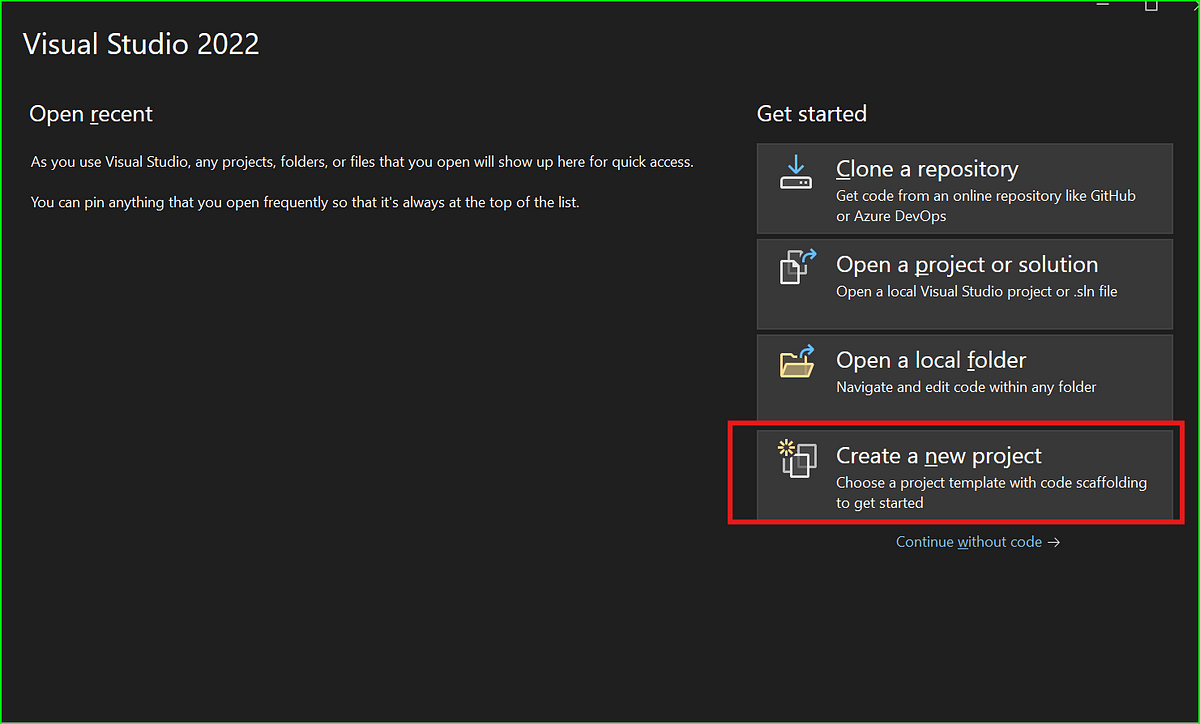 Visual Studio 2022
Open recent
As you use Visual Studio, any projects, folders, or files that you open will show up here for quick access.
You can pin anything that you open frequently so that it's always at the top of the list.
Get started
Clone a repository
Get code from an online repository like GitHub
or Azure DevOps
Open a project or solution
Open a local Visual Studio project or .sln file
Open a local folder
Navigate and edit code within any folder
Create a new project
Choose a project template with code scaffolding
to get started
Continue without code →